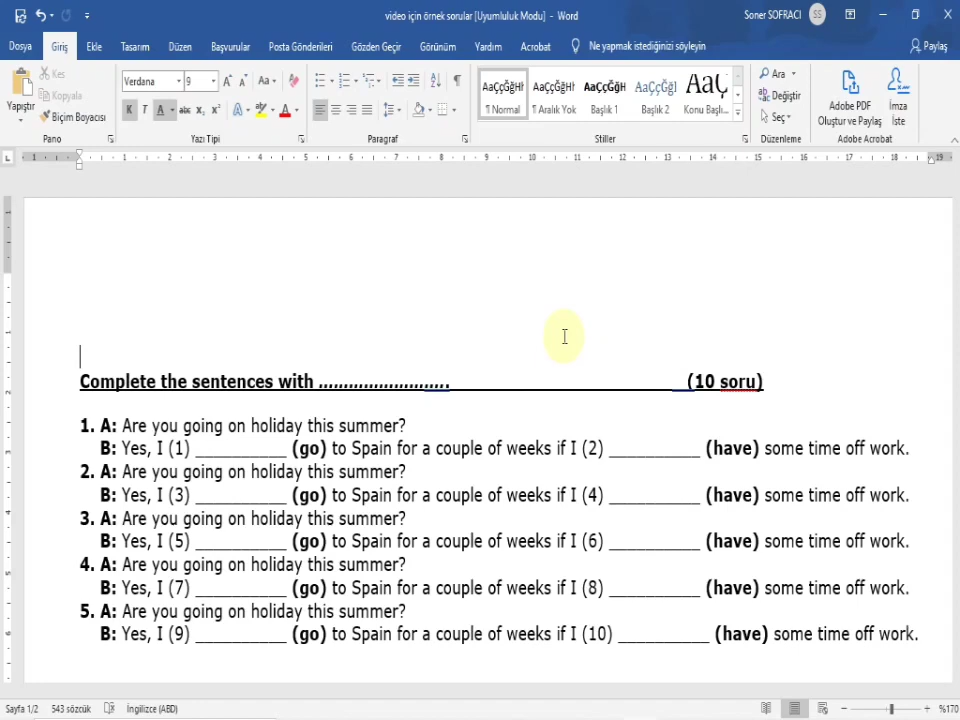 video için örnek sorular [Uyumluluk Modu] - Word
Soner SOFRACI SS
Dosya Giriş Ekle Tasarım Düzen Başvurular Posta Gönderileri Gözden Geçir Görünüm Yardım Acrobat Ne yapmak istediğinizi söyleyin Paylaş
Yapıştır
Kes
Kopyala
Biçim Boyacısı
Pano
Verdana 9
Yazı Tipi
Paragraf
AaÇçĞğHł AaÇçĞğHł AaÇçĞğHł AaÇçĞğl AaÇçĞğl AaÇ
¶ Normal ¶ Aralık Yok Başlık 1 Başlık 2 Konu Başlı...
Stiller
Ara
Değiştir
Seç
Düzenleme
Adobe PDF
Oluştur ve Paylaş
İmza
İste
Adobe Acrobat
Complete the sentences with ......................... (10 soru)
1. A: Are you going on holiday this summer?
B: Yes, I (1) __________ (go) to Spain for a couple of weeks if I (2) __________ (have) some time off work.
2. A: Are you going on holiday this summer?
B: Yes, I (3) __________ (go) to Spain for a couple of weeks if I (4) __________ (have) some time off work.
3. A: Are you going on holiday this summer?
B: Yes, I (5) __________ (go) to Spain for a couple of weeks if I (6) __________ (have) some time off work.
4. A: Are you going on holiday this summer?
B: Yes, I (7) __________ (go) to Spain for a couple of weeks if I (8) __________ (have) some time off work.
5. A: Are you going on holiday this summer?
B: Yes, I (9) __________ (go) to Spain for a couple of weeks if I (10) __________ (have) some time off work.
Sayfa 1/2 543 sözcük İngilizce (ABD) %170